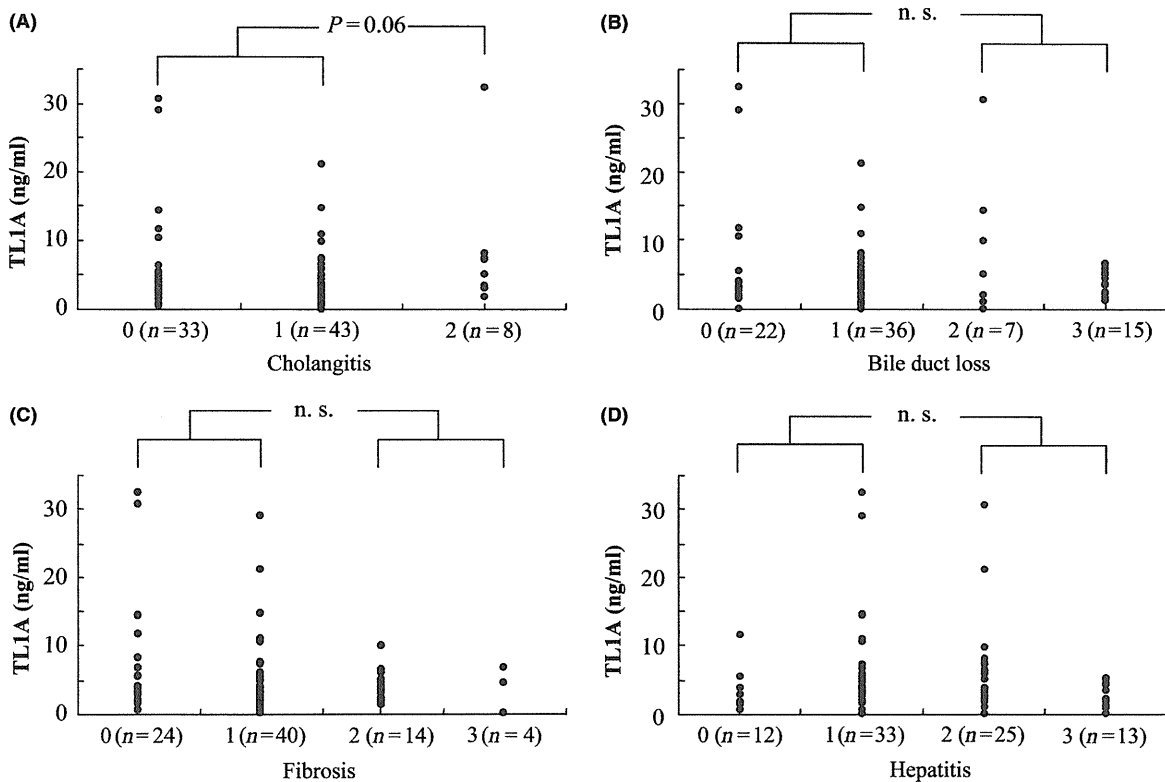 (A)
P = 0.06
TL1A (ng/ml)
30
20
10
0
0 (n=33) 1 (n=43) 2 (n=8)
Cholangitis
(B)
n. s.
TL1A (ng/ml)
30
20
10
0
0 (n=22) 1 (n=36) 2 (n=7) 3 (n=15)
Bile duct loss
(C)
n. s.
TL1A (ng/ml)
30
20
10
0
0 (n=24) 1 (n=40) 2 (n=14) 3 (n=4)
Fibrosis
(D)
n. s.
TL1A (ng/ml)
30
20
10
0
0 (n=12) 1 (n=33) 2 (n=25) 3 (n=13)
Hepatitis